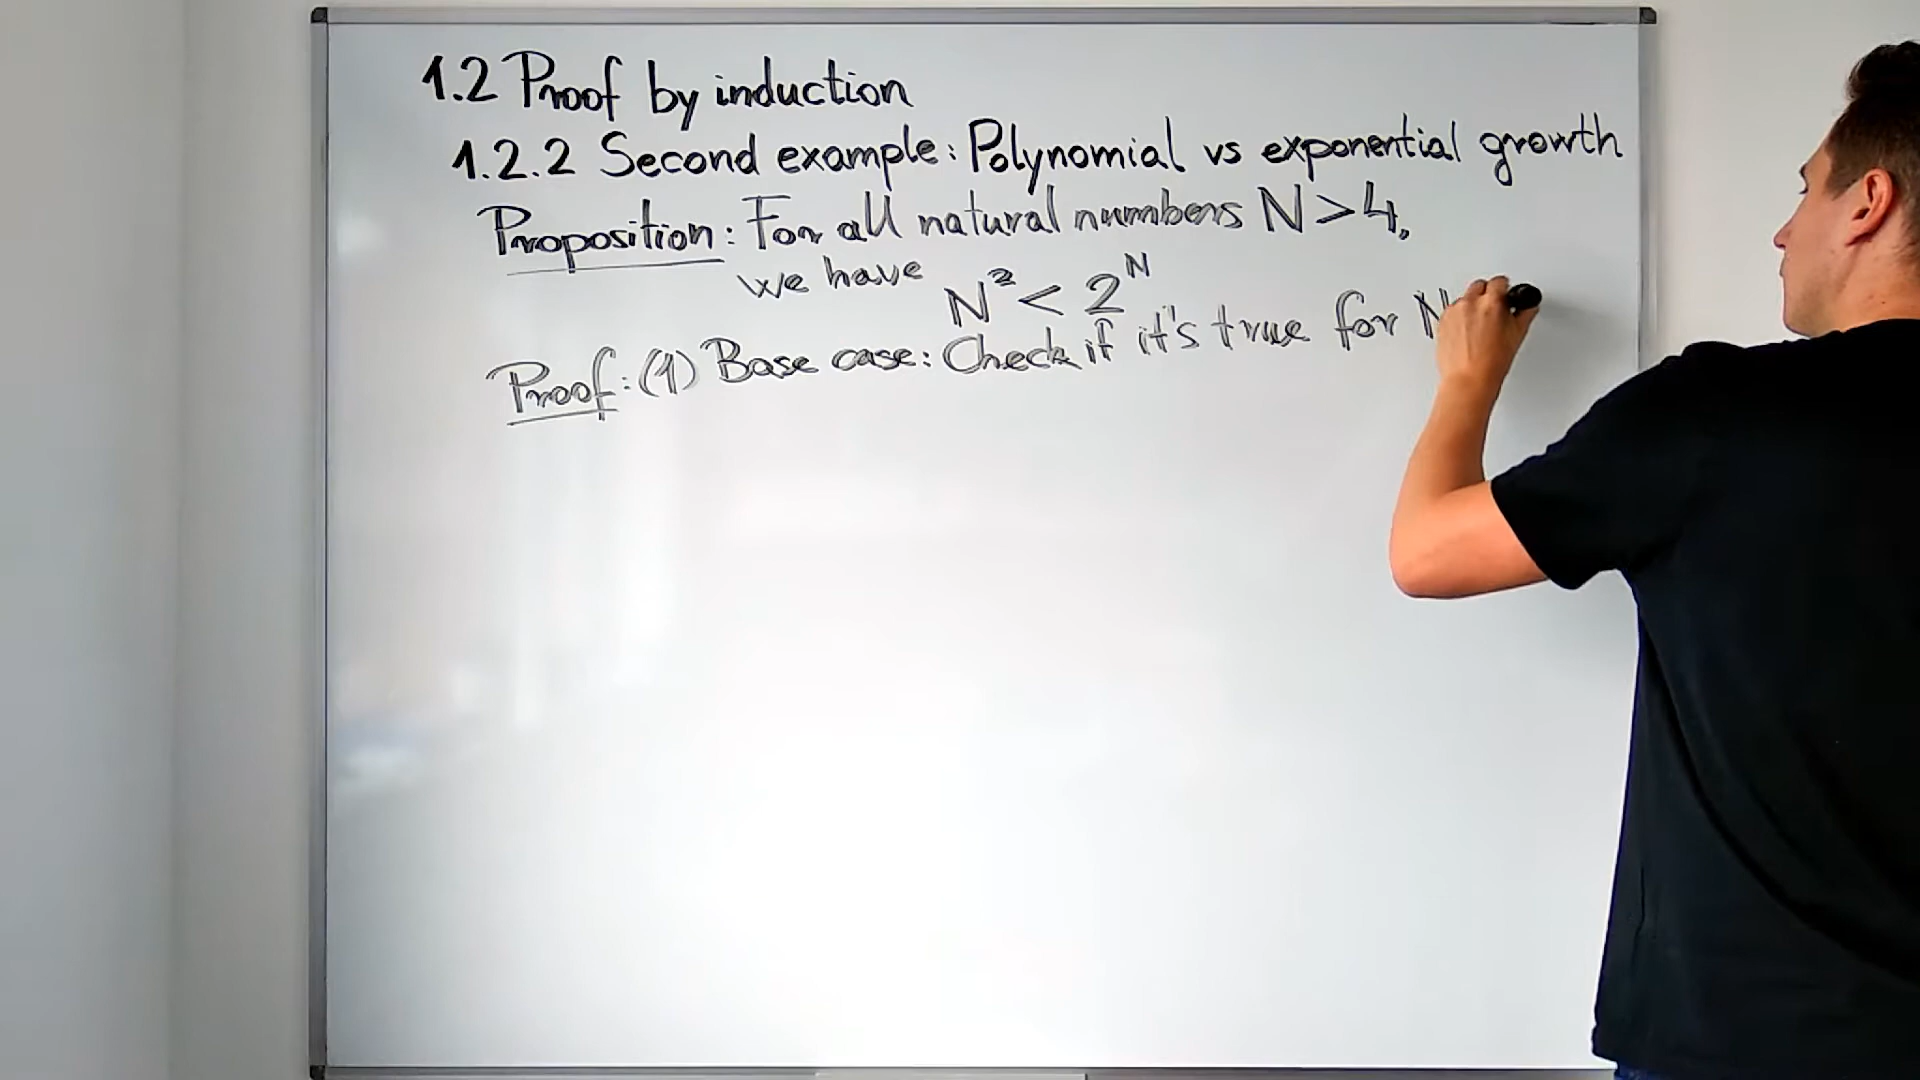 1.2 Proof by induction
1.2.2 Second example: Polynomial vs exponential growth
Proposition: For all natural numbers N > 4,
we have
N² < 2ᴺ
Proof: (1) Base case: Check if it's true for N